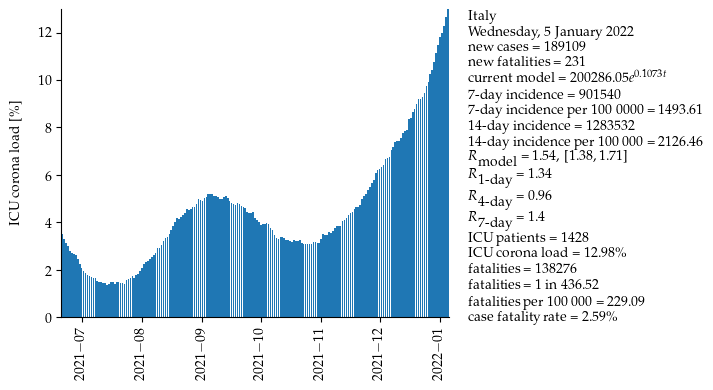 ICU corona load [%]
12
10
8
6
4
2
0
2021−07
2021−08
2021−09
2021−10
2021−11
2021−12
2022−01
Italy
Wednesday, 5 January 2022
new cases = 189109
new fatalities = 231
current model = 200286.05e^0.1073t
7-day incidence = 901540
7-day incidence per 100 0000 = 1493.61
14-day incidence = 1283532
14-day incidence per 100 000 = 2126.46
R_model = 1.54, [1.38, 1.71]
R_1-day = 1.34
R_4-day = 0.96
R_7-day = 1.4
ICU patients = 1428
ICU corona load = 12.98%
fatalities = 138276
fatalities = 1 in 436.52
fatalities per 100 000 = 229.09
case fatality rate = 2.59%